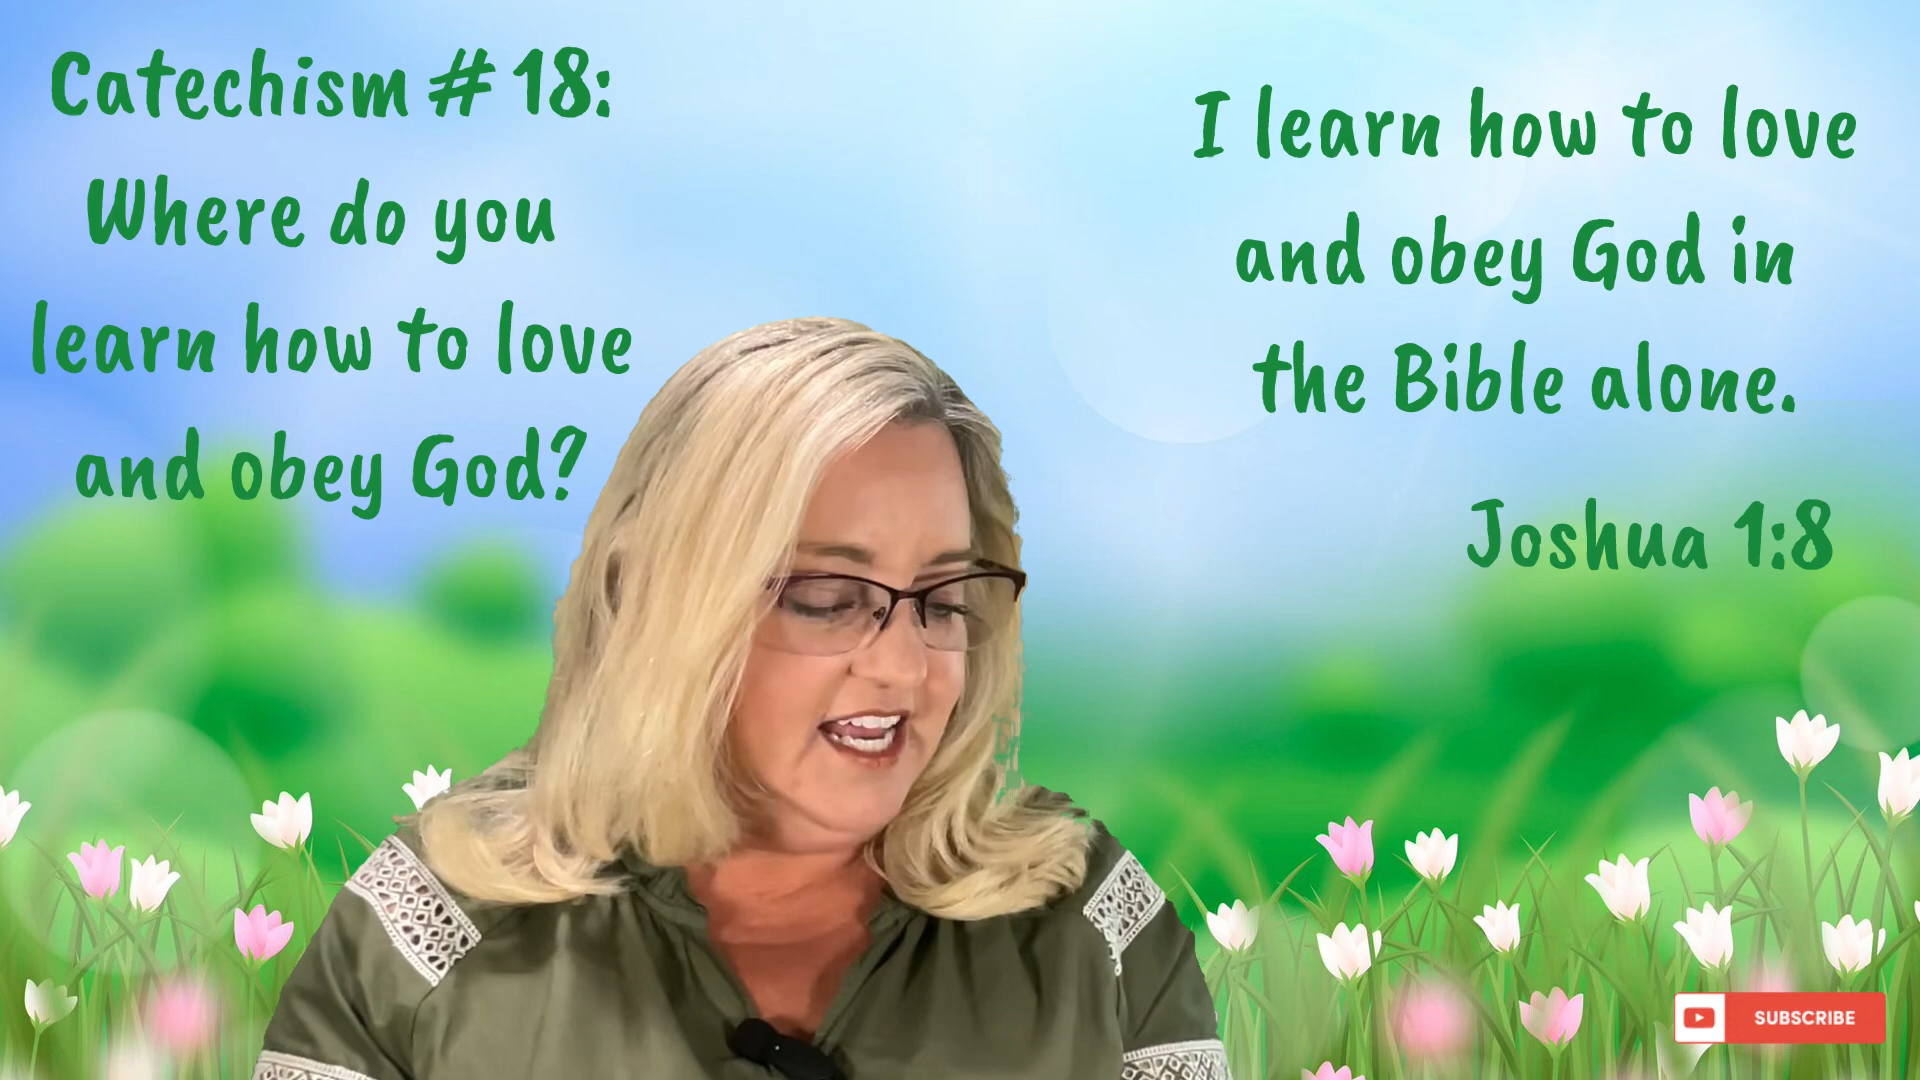 Catechism # 18:
Where do you
learn how to love
and obey God?
I learn how to love
and obey God in
the Bible alone.
Joshua 1:8
SUBSCRIBE